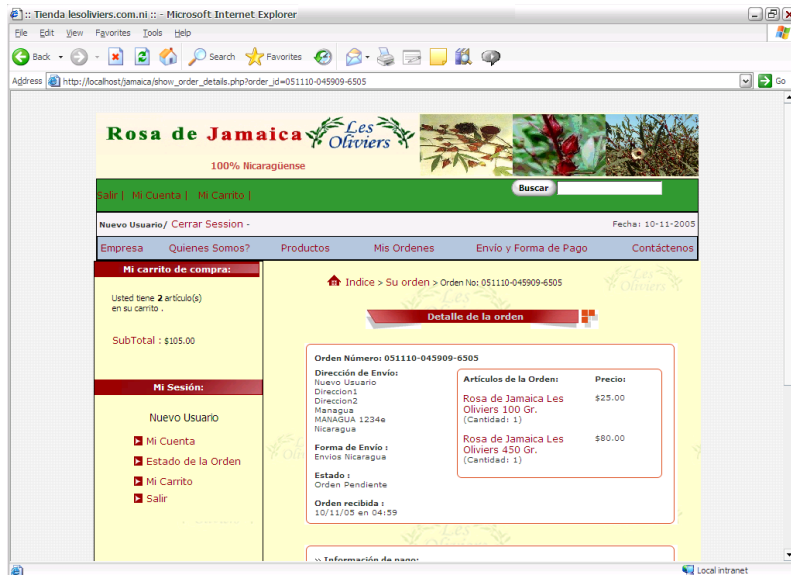 :: Tienda lesoliviers.com.ni :: - Microsoft Internet Explorer
File Edit View Favorites Tools Help
Back Search Favorites
Address http://localhost/jamaica/show_order_details.php?order_id=051110-045909-6505 Go
Rosa de Jamaica Les Oliviers
100% Nicaragüense
Salir | Mi Cuenta | Mi Carrito | Buscar
Nuevo Usuario/ Cerrar Session - Fecha: 10-11-2005
Empresa Quienes Somos? Productos Mis Ordenes Envío y Forma de Pago Contáctenos
Mi carrito de compra:
Usted tiene 2 artículo(s)
en su carrito .
SubTotal : $105.00
Mi Sesión:
Nuevo Usuario
Mi Cuenta
Estado de la Orden
Mi Carrito
Salir
Indice > Su orden > Orden No: 051110-045909-6505
Detalle de la orden
Orden Número: 051110-045909-6505
Dirección de Envío:
Nuevo Usuario
Direccion1
Direccion2
Managua
MANAGUA 1234e
Nicaragua
Forma de Envío :
Envios Nicaragua
Estado :
Orden Pendiente
Orden recibida :
10/11/05 en 04:59
Artículos de la Orden: Precio:
Rosa de Jamaica Les $25.00
Oliviers 100 Gr.
(Cantidad: 1)
Rosa de Jamaica Les $80.00
Oliviers 450 Gr.
(Cantidad: 1)
» Información de pago:
Local intranet